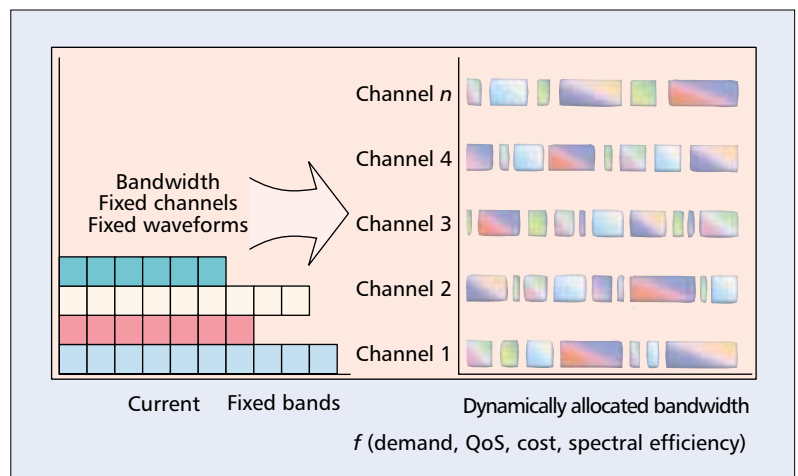 Bandwidth
Fixed channels
Fixed waveforms
Channel n
Channel 4
Channel 3
Channel 2
Channel 1
Current
Fixed bands
Dynamically allocated bandwidth
f (demand, QoS, cost, spectral efficiency)